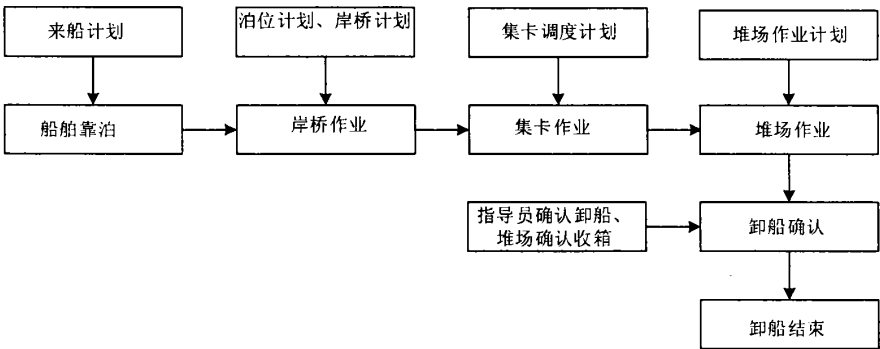 来船计划
泊位计划、岸桥计划
集卡调度计划
堆场作业计划
船舶靠泊
岸桥作业
集卡作业
堆场作业
指导员确认卸船、
堆场确认收箱
卸船确认
卸船结束